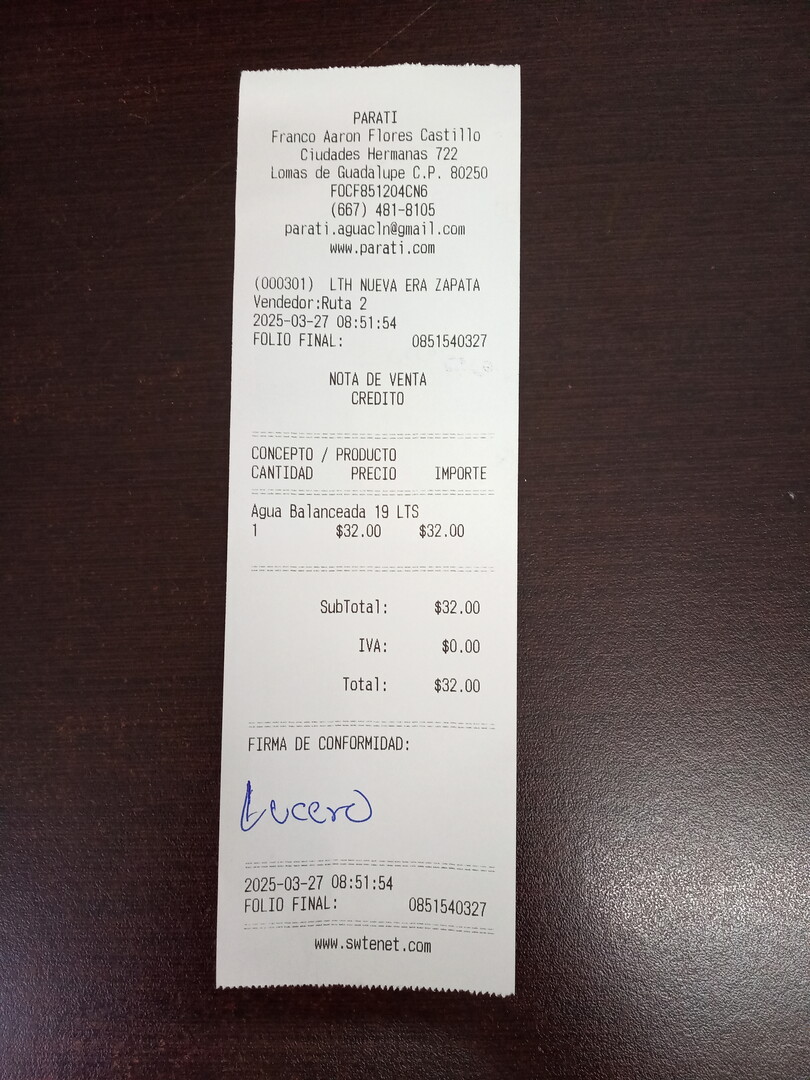 PARATI
Franco Aaron Flores Castillo
Ciudades Hermanas 722
Lomas de Guadalupe C.P. 80250
FOCF851204CN6
(667) 481-8105
parati.aguacln@gmail.com
www.parati.com
(000301) LTH NUEVA ERA ZAPATA
Vendedor:Ruta 2
2025-03-27 08:51:54
FOLIO FINAL: 0851540327
NOTA DE VENTA
CREDITO
CONCEPTO / PRODUCTO
CANTIDAD PRECIO IMPORTE
Agua Balanceada 19 LTS
1 $32.00 $32.00
SubTotal: $32.00
IVA: $0.00
Total: $32.00
FIRMA DE CONFORMIDAD:
Lucero
2025-03-27 08:51:54
FOLIO FINAL: 0851540327
www.swtenet.com